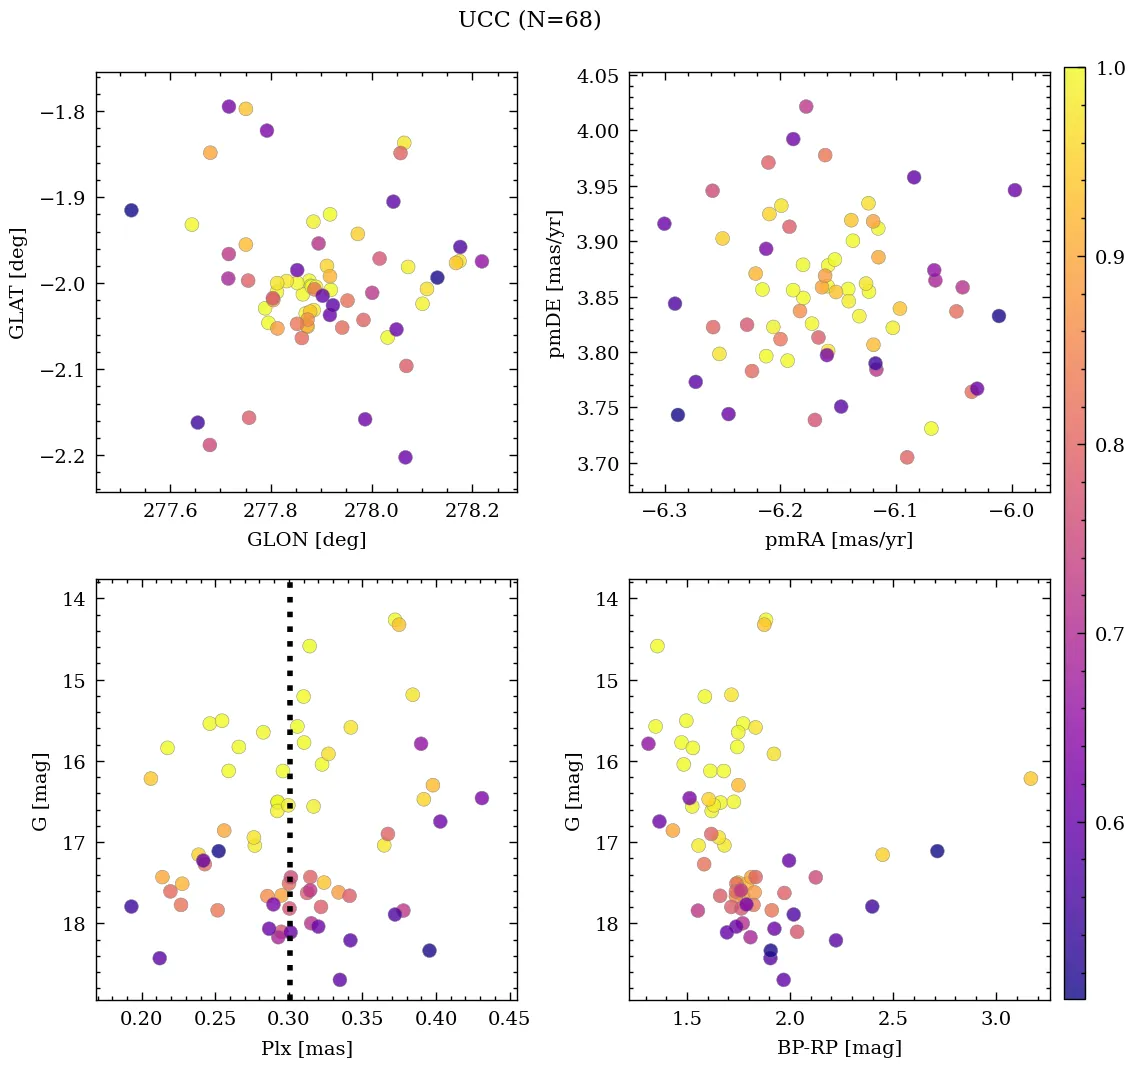 UCC (N=68)
−1.8
−1.9
−2.0
−2.1
−2.2
GLAT [deg]
277.6 277.8 278.0 278.2
GLON [deg]
4.05
4.00
3.95
3.90
3.85
3.80
3.75
3.70
pmDE [mas/yr]
−6.3 −6.2 −6.1 −6.0
pmRA [mas/yr]
14
15
16
17
18
G [mag]
0.20 0.25 0.30 0.35 0.40 0.45
Plx [mas]
14
15
16
17
18
G [mag]
1.5 2.0 2.5 3.0
BP-RP [mag]
1.0
0.9
0.8
0.7
0.6